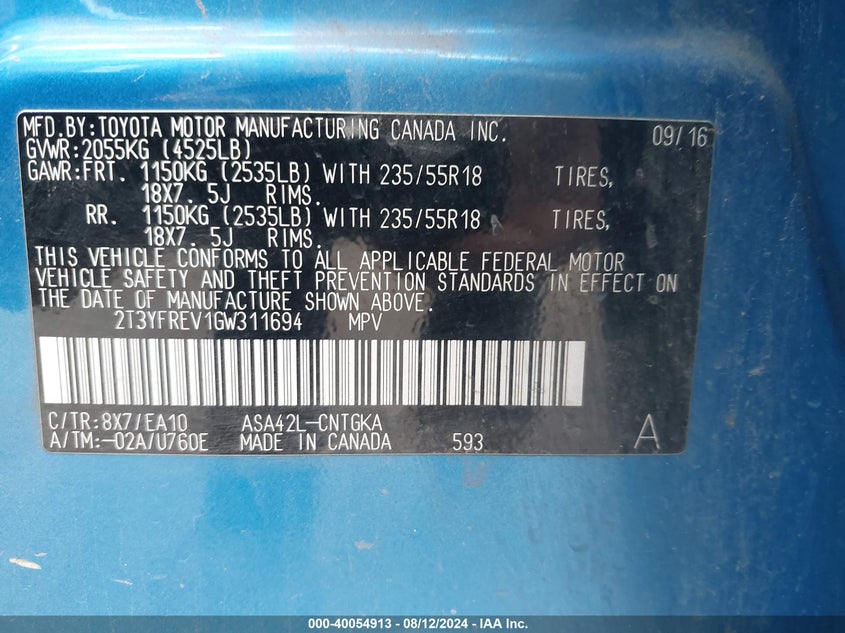 MFD.BY:TOYOTA MOTOR MANUFACTURING CANADA INC. 09/16
GVWR:2055KG (4525LB)
GAWR:FRT. 1150KG (2535LB) WITH 235/55R18 TIRES,
18X7. 5J RIMS.
RR. 1150KG (2535LB) WITH 235/55R18 TIRES,
18X7. 5J RIMS.
THIS VEHICLE CONFORMS TO ALL APPLICABLE FEDERAL MOTOR
VEHICLE SAFETY AND THEFT PREVENTION STANDARDS IN EFFECT ON
THE DATE OF MANUFACTURE SHOWN ABOVE.
2T3YFREV1GW311694 MPV
C/TR:8X7/EA10 ASA42L-CNTGKA
A/TM:-02A/U760E MADE IN CANADA 593 A
000-40054913 - 08/12/2024 - IAA Inc.